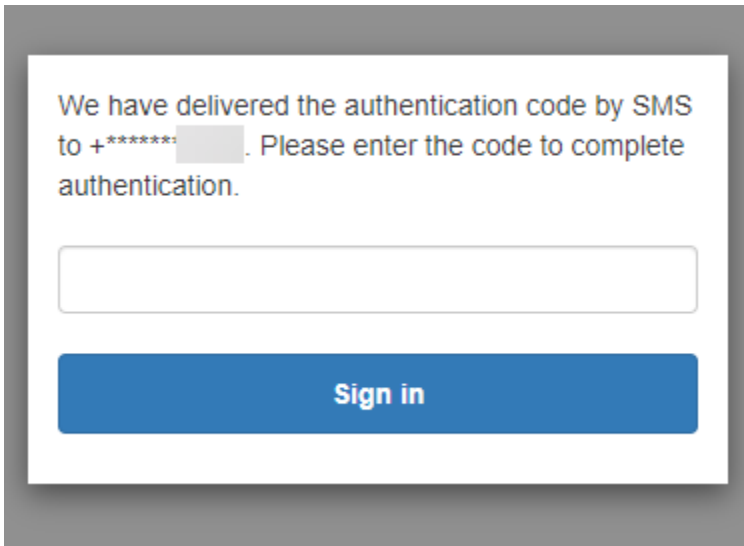 We have delivered the authentication code by SMS
to +*******. Please enter the code to complete
authentication.
Sign in